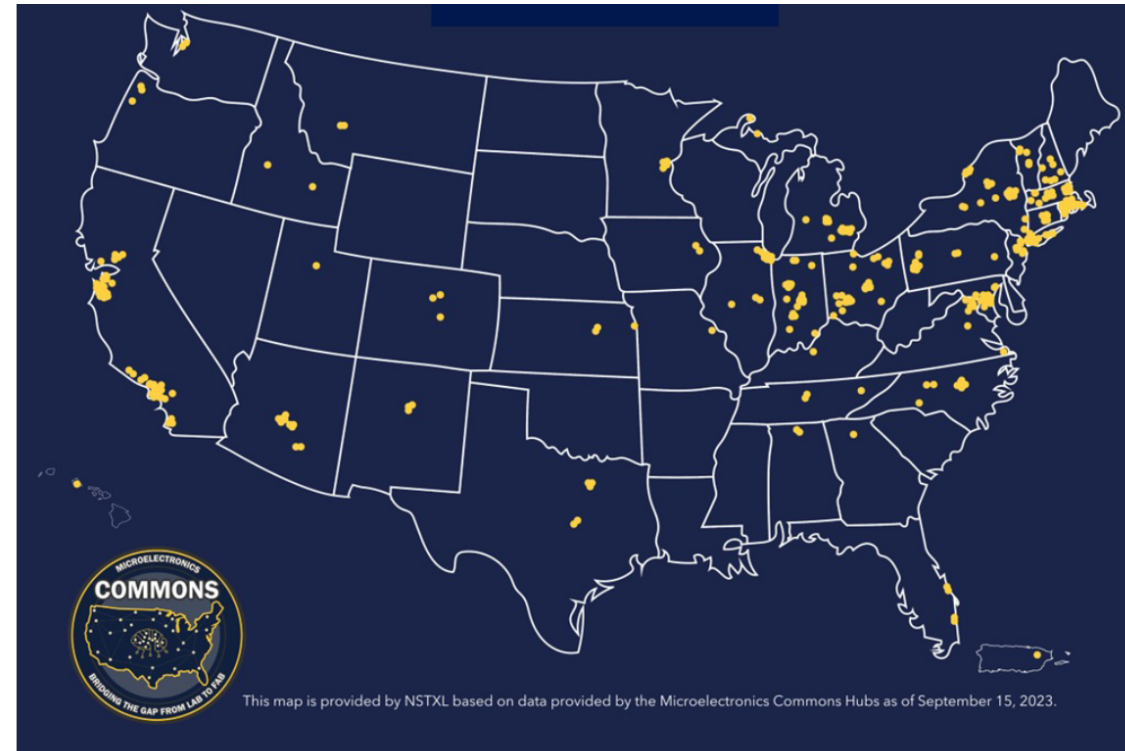 MICROELECTRONICS
COMMONS
BRIDGING THE GAP FROM LAB TO FAB
This map is provided by NSTXL based on data provided by the Microelectronics Commons Hubs as of September 15, 2023.